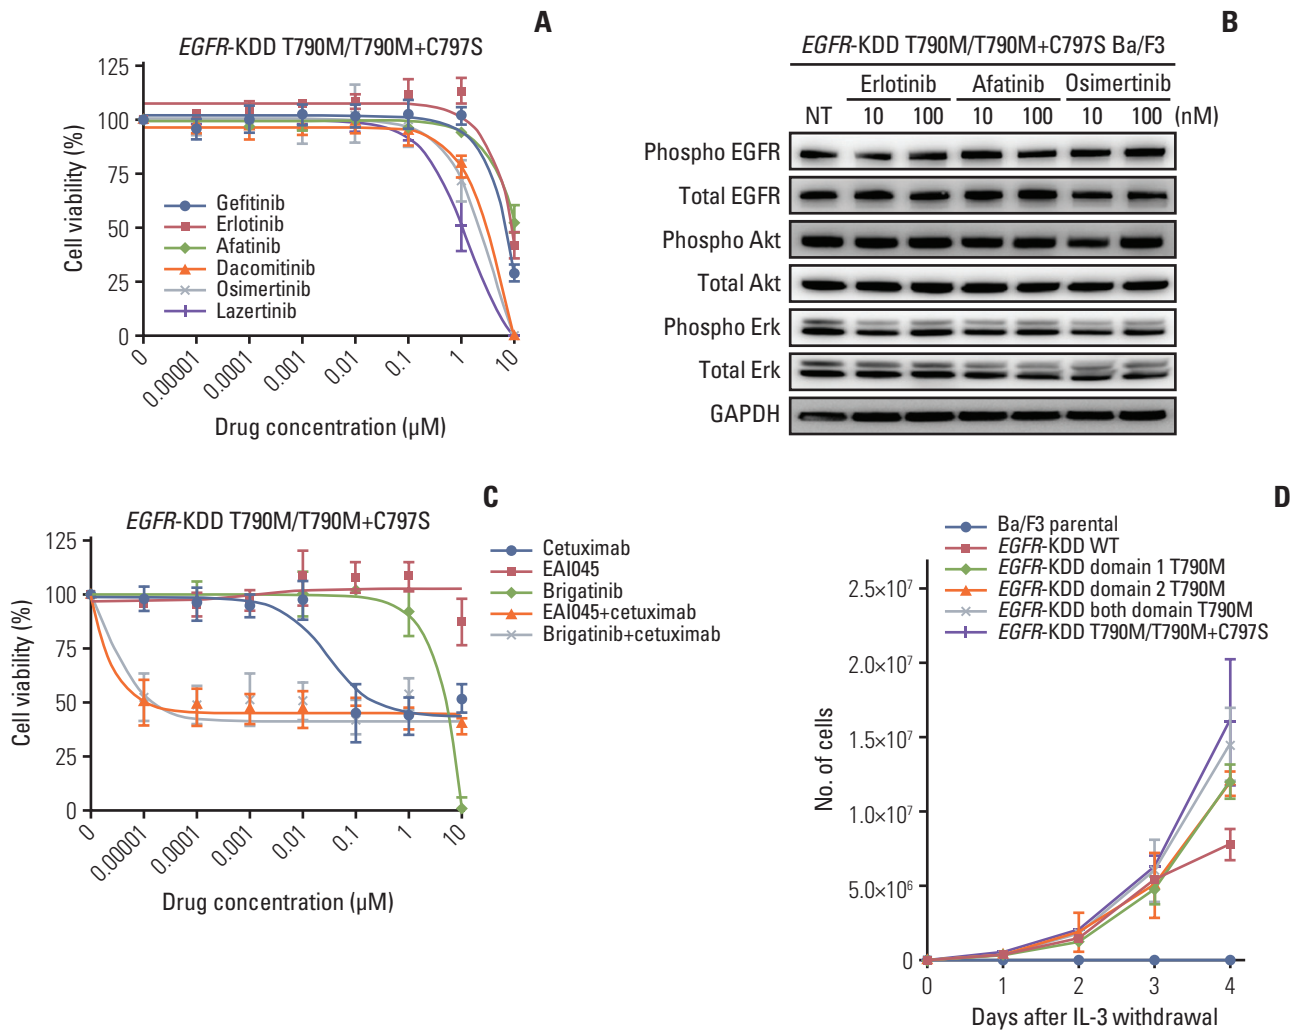 A
EGFR-KDD T790M/T790M+C797S
Cell viability (%)
125
100
75
50
25
0
Gefitinib
Erlotinib
Afatinib
Dacomitinib
Osimertinib
Lazertinib
0 0.00001 0.0001 0.001 0.01 0.1 1 10
Drug concentration (µM)
B
EGFR-KDD T790M/T790M+C797S Ba/F3
Erlotinib Afatinib Osimertinib
NT 10 100 10 100 10 100 (nM)
Phospho EGFR
Total EGFR
Phospho Akt
Total Akt
Phospho Erk
Total Erk
GAPDH
C
EGFR-KDD T790M/T790M+C797S
Cell viability (%)
125
100
75
50
25
0
Cetuximab
EAI045
Brigatinib
EAI045+cetuximab
Brigatinib+cetuximab
0 0.00001 0.0001 0.001 0.01 0.1 1 10
Drug concentration (µM)
D
Ba/F3 parental
EGFR-KDD WT
EGFR-KDD domain 1 T790M
EGFR-KDD domain 2 T790M
EGFR-KDD both domain T790M
EGFR-KDD T790M/T790M+C797S
No. of cells
2.5×10⁷
2.0×10⁷
1.5×10⁷
1.0×10⁷
5.0×10⁶
0
0 1 2 3 4
Days after IL-3 withdrawal